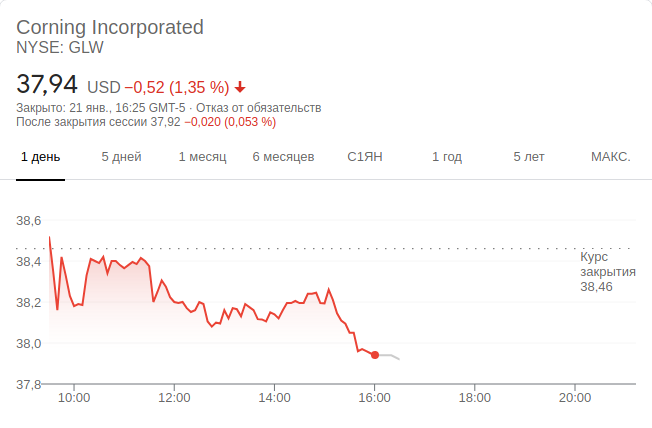 Corning Incorporated
NYSE: GLW
37,94 USD −0,52 (1,35 %)
Закрыто: 21 янв., 16:25 GMT-5 · Отказ от обязательств
После закрытия сессии 37,92 −0,020 (0,053 %)
1 день 5 дней 1 месяц 6 месяцев С1ЯН 1 год 5 лет МАКС.
38,6
38,4
38,2
38,0
37,8
Курс
закрытия
38,46
10:00 12:00 14:00 16:00 18:00 20:00